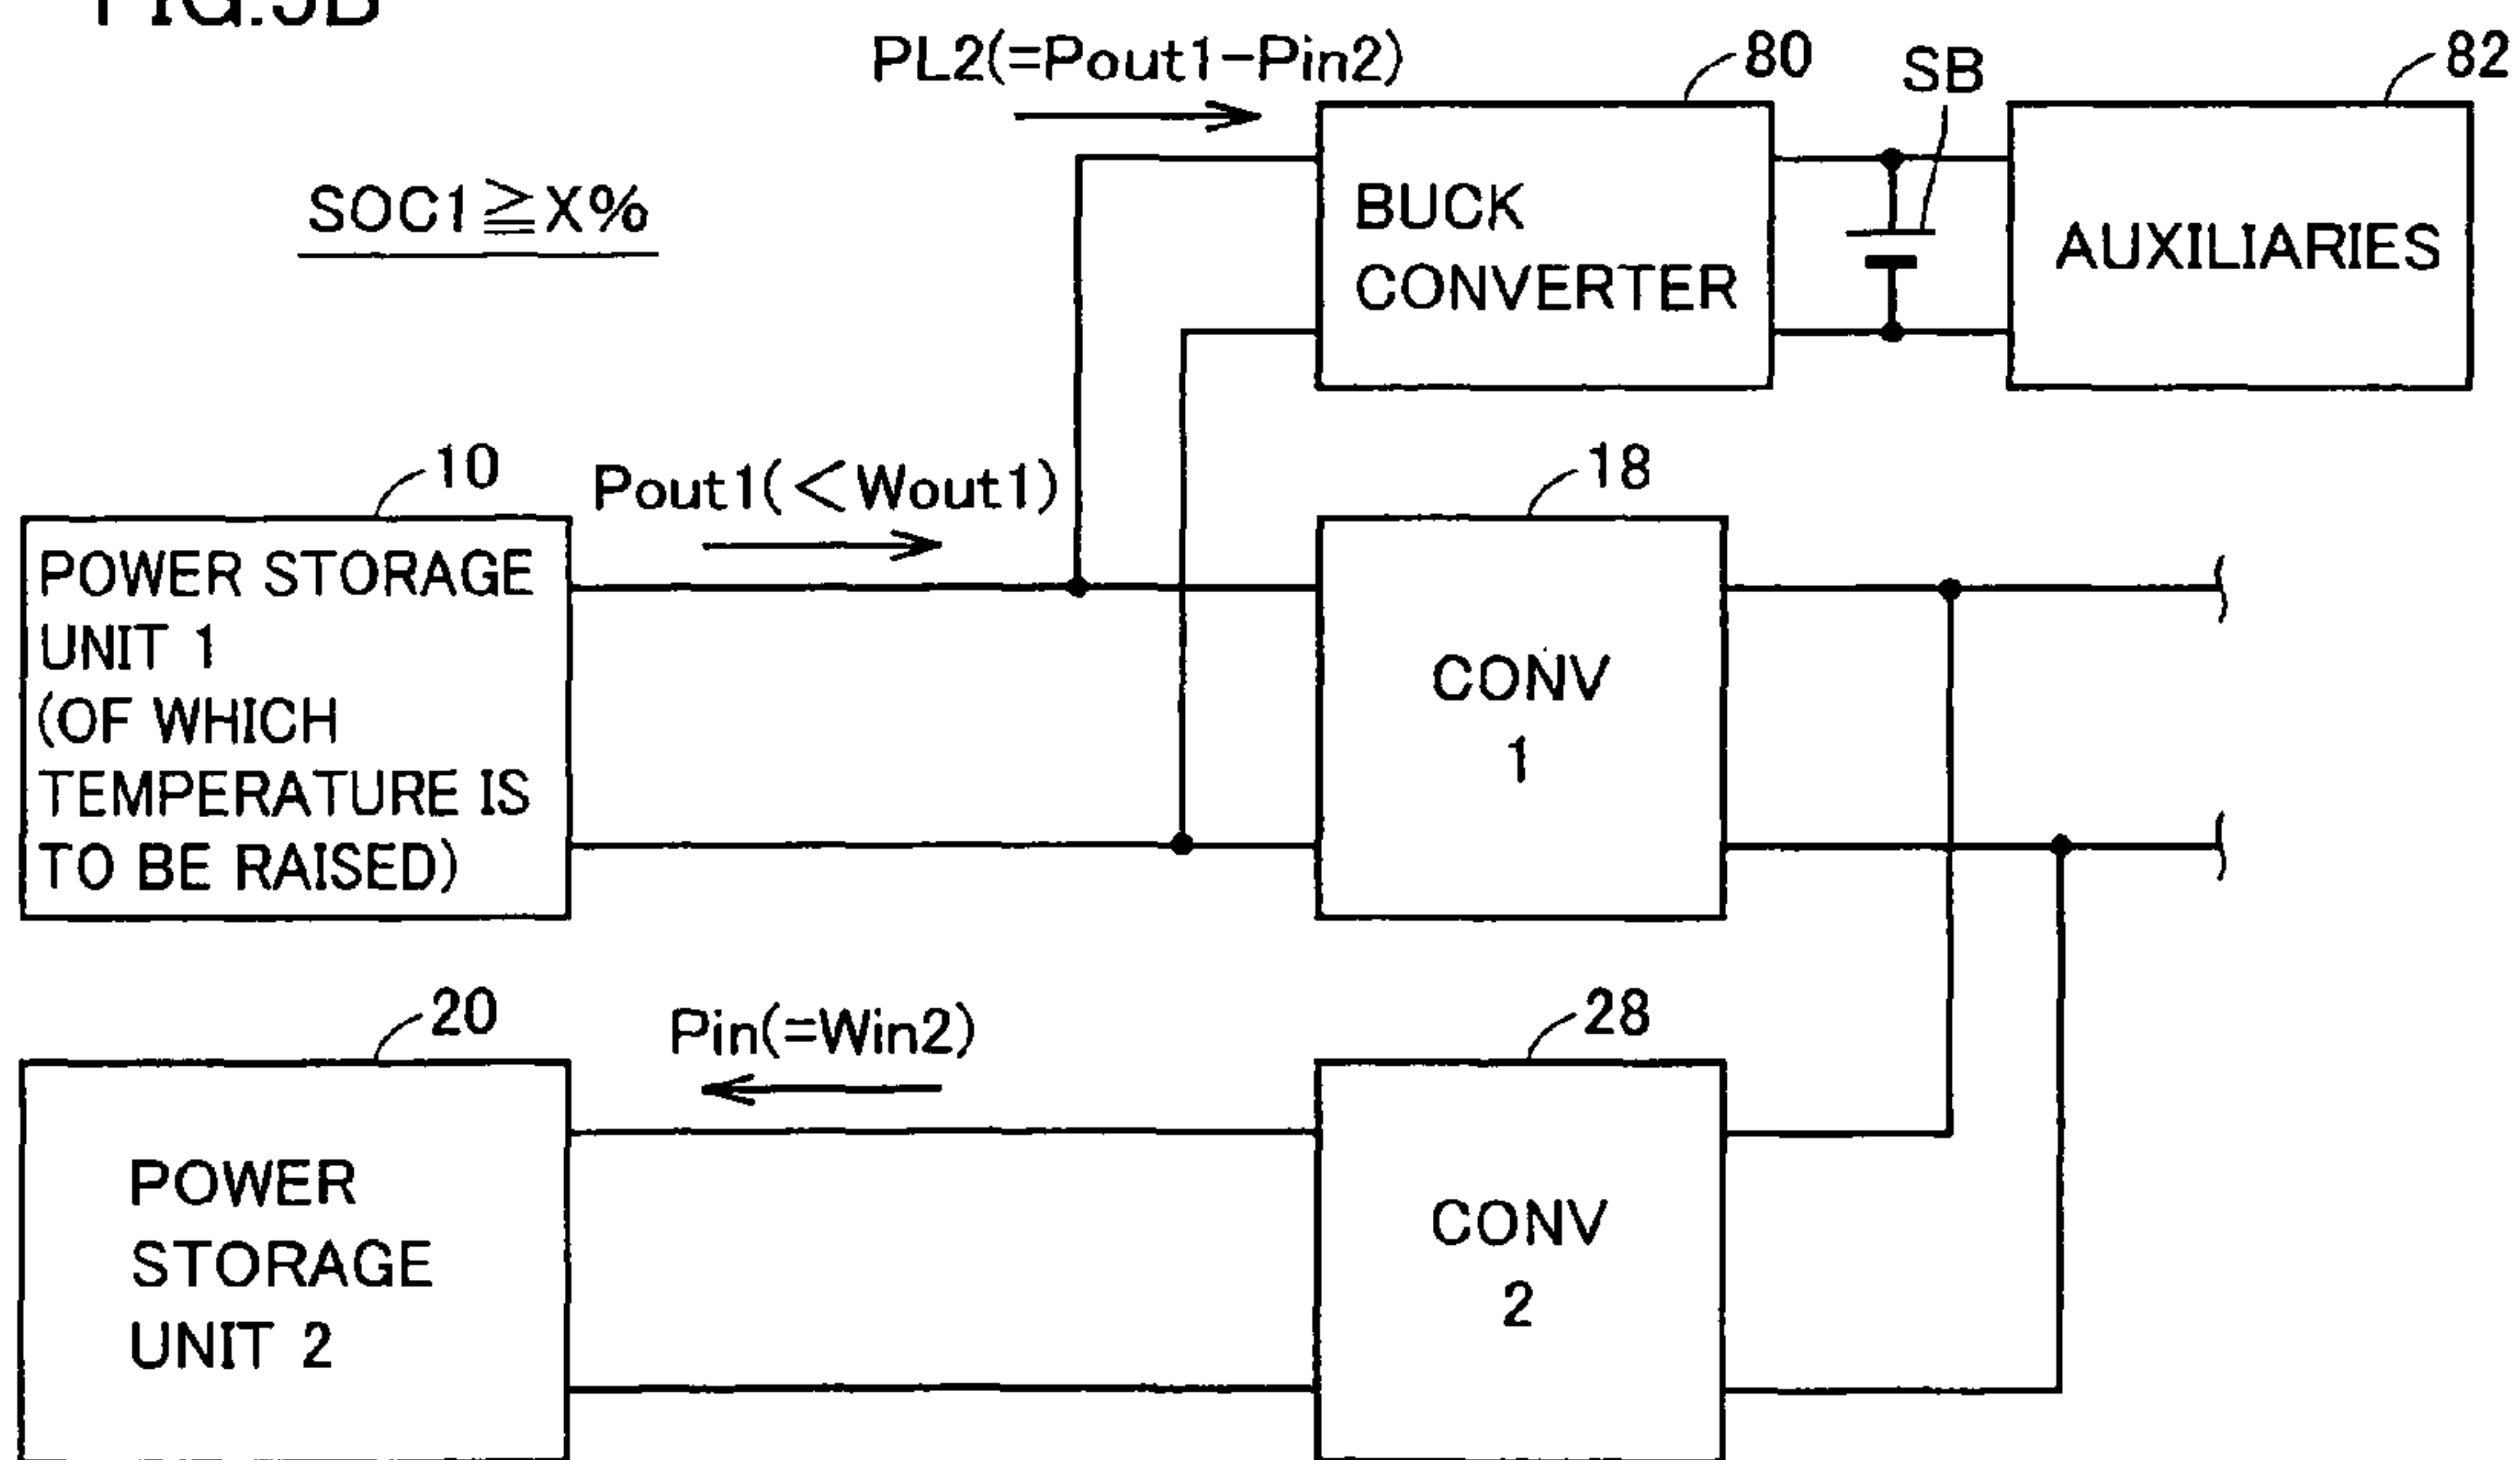 PL2(=Pout1-Pin2)
80
SB
82
SOC1≧X%
BUCK
CONVERTER
AUXILIARIES
10
Pout1(<Wout1)
18
POWER STORAGE
UNIT 1
(OF WHICH
TEMPERATURE IS
TO BE RAISED)
CONV
1
20
Pin(=Win2)
28
POWER
STORAGE
UNIT 2
CONV
2